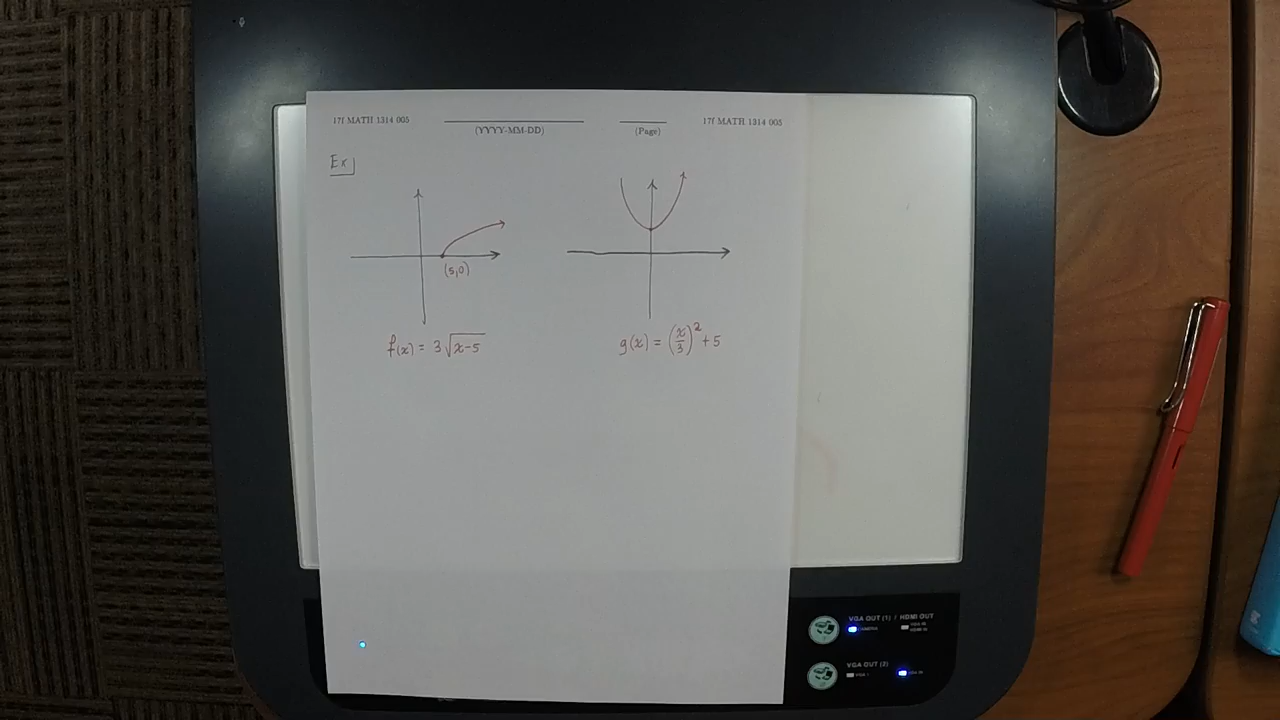 17f MATH 1314 005
(YYYY-MM-DD)
(Page)
17f MATH 1314 005
Ex
(5,0)
f(x) = 3√(x-5)
g(x) = (x/3)² + 5
VGA OUT (1) / HDMI OUT
VGA OUT (2)